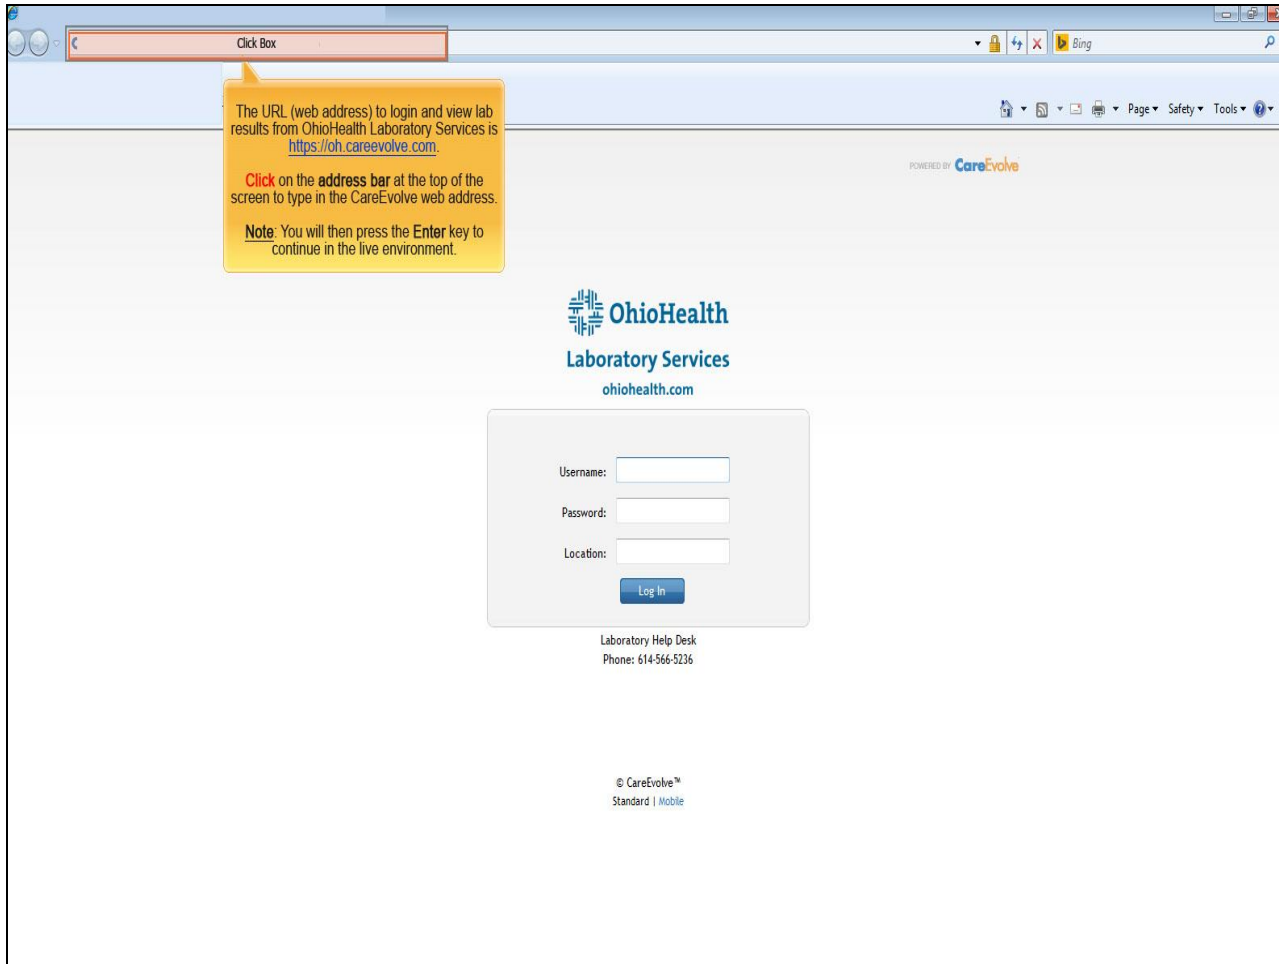 Click Box
Bing
The URL (web address) to login and view lab
results from OhioHealth Laboratory Services is
https://oh.careevolve.com.
Click on the address bar at the top of the
screen to type in the CareEvolve web address.
Note: You will then press the Enter key to
continue in the live environment.
Page Safety Tools
POWERED BY CareEvolve
OhioHealth
Laboratory Services
ohiohealth.com
Username:
Password:
Location:
Log In
Laboratory Help Desk
Phone: 614-566-5236
© CareEvolve™
Standard | Mobile